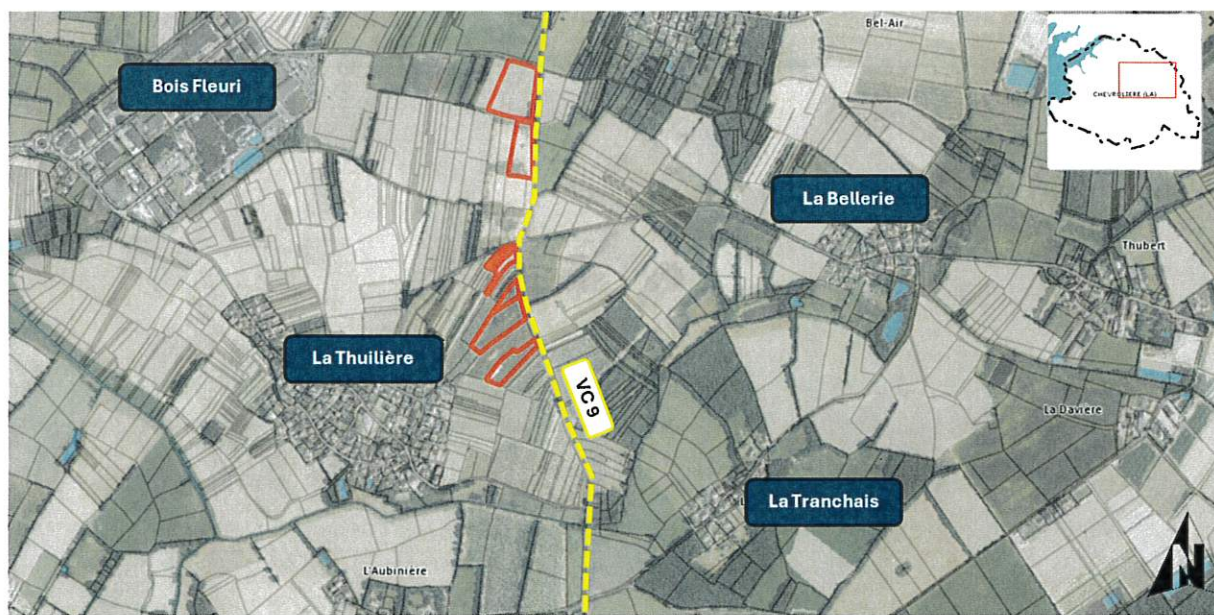 Bel-Air
Bois Fleuri
CHEVROLIERE (LA)
La Bellerie
Thubert
La Thuilière
VC 9
La Davière
La Tranchais
L'Aubinière
N